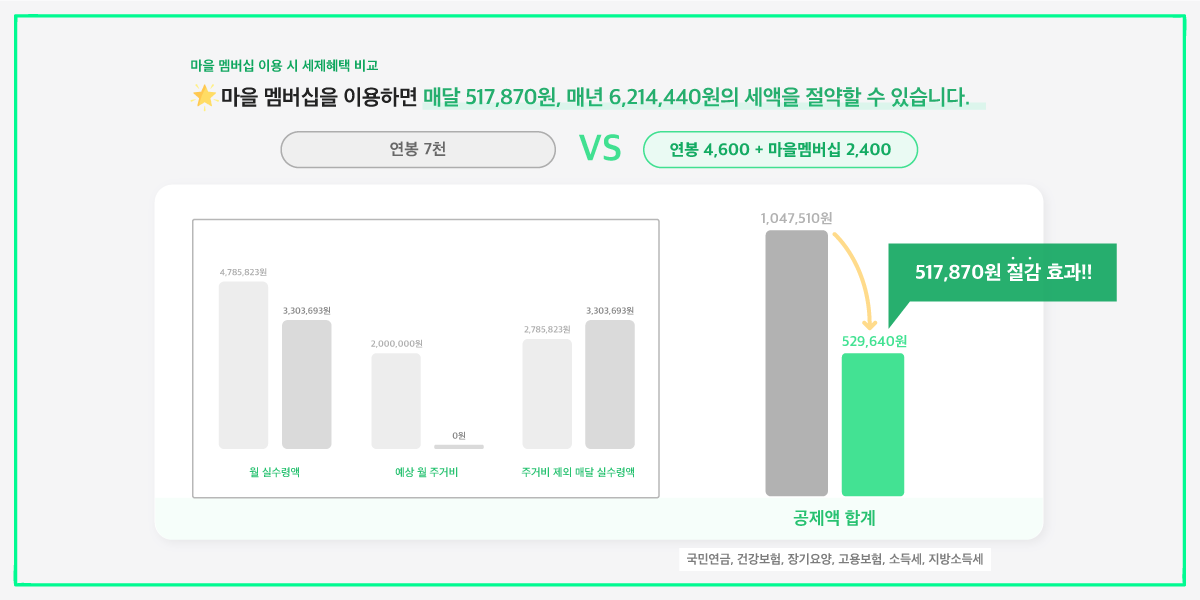 마을 멤버십 이용 시 세제혜택 비교
마을 멤버십을 이용하면 매달 517,870원, 매년 6,214,440원의 세액을 절약할 수 있습니다.
연봉 7천
VS
연봉 4,600 + 마을멤버십 2,400
4,785,823원
3,303,693원
월 실수령액
2,000,000원
0원
예상 월 주거비
2,785,823원
3,303,693원
주거비 제외 매달 실수령액
1,047,510원
517,870원 절감 효과!!
529,640원
공제액 합계
국민연금, 건강보험, 장기요양, 고용보험, 소득세, 지방소득세